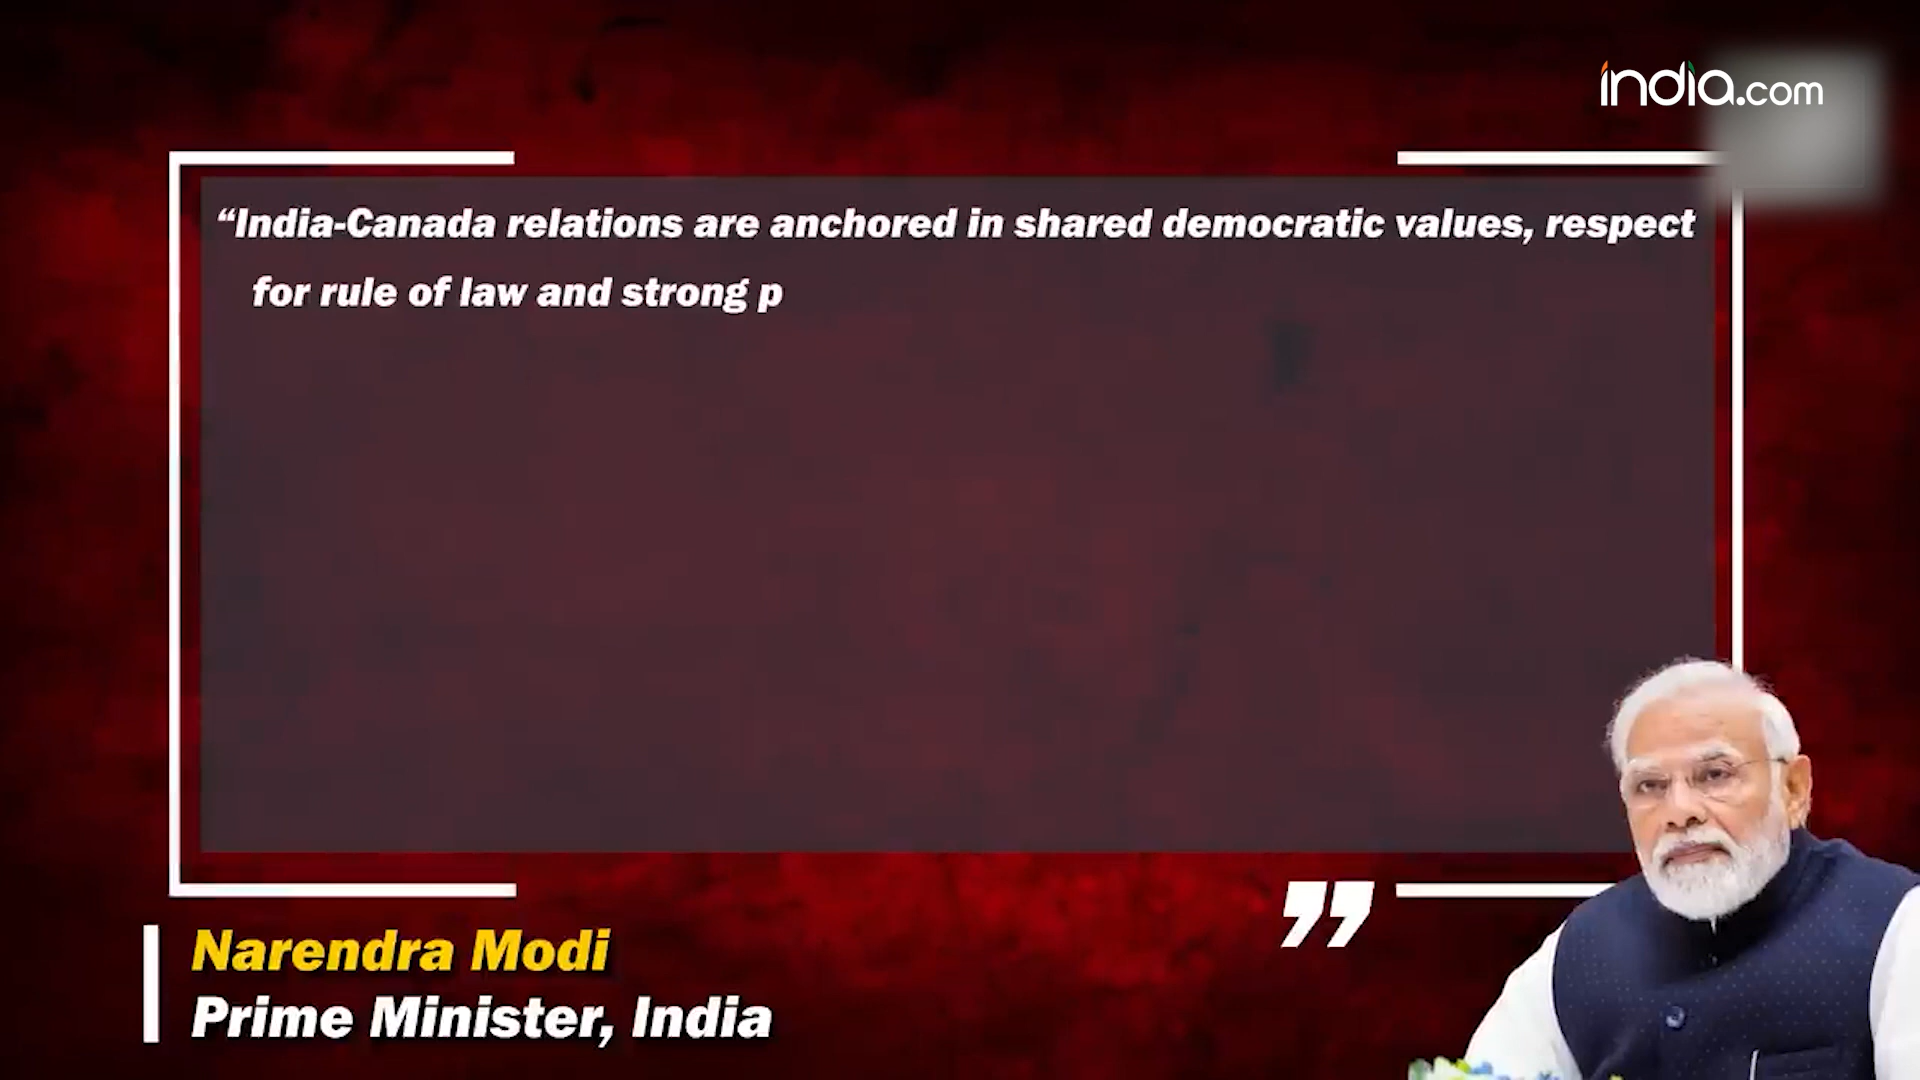 india.com
“India-Canada relations are anchored in shared democratic values, respect
for rule of law and strong p
”
Narendra Modi
Prime Minister, India